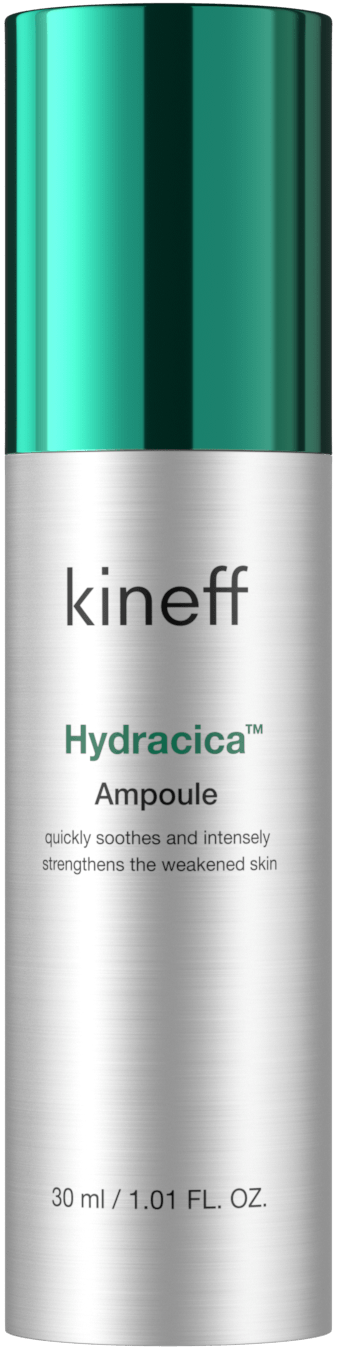 kineff
Hydracica™
Ampoule
quickly soothes and intensely
strengthens the weakened skin
30 ml / 1.01 FL. OZ.